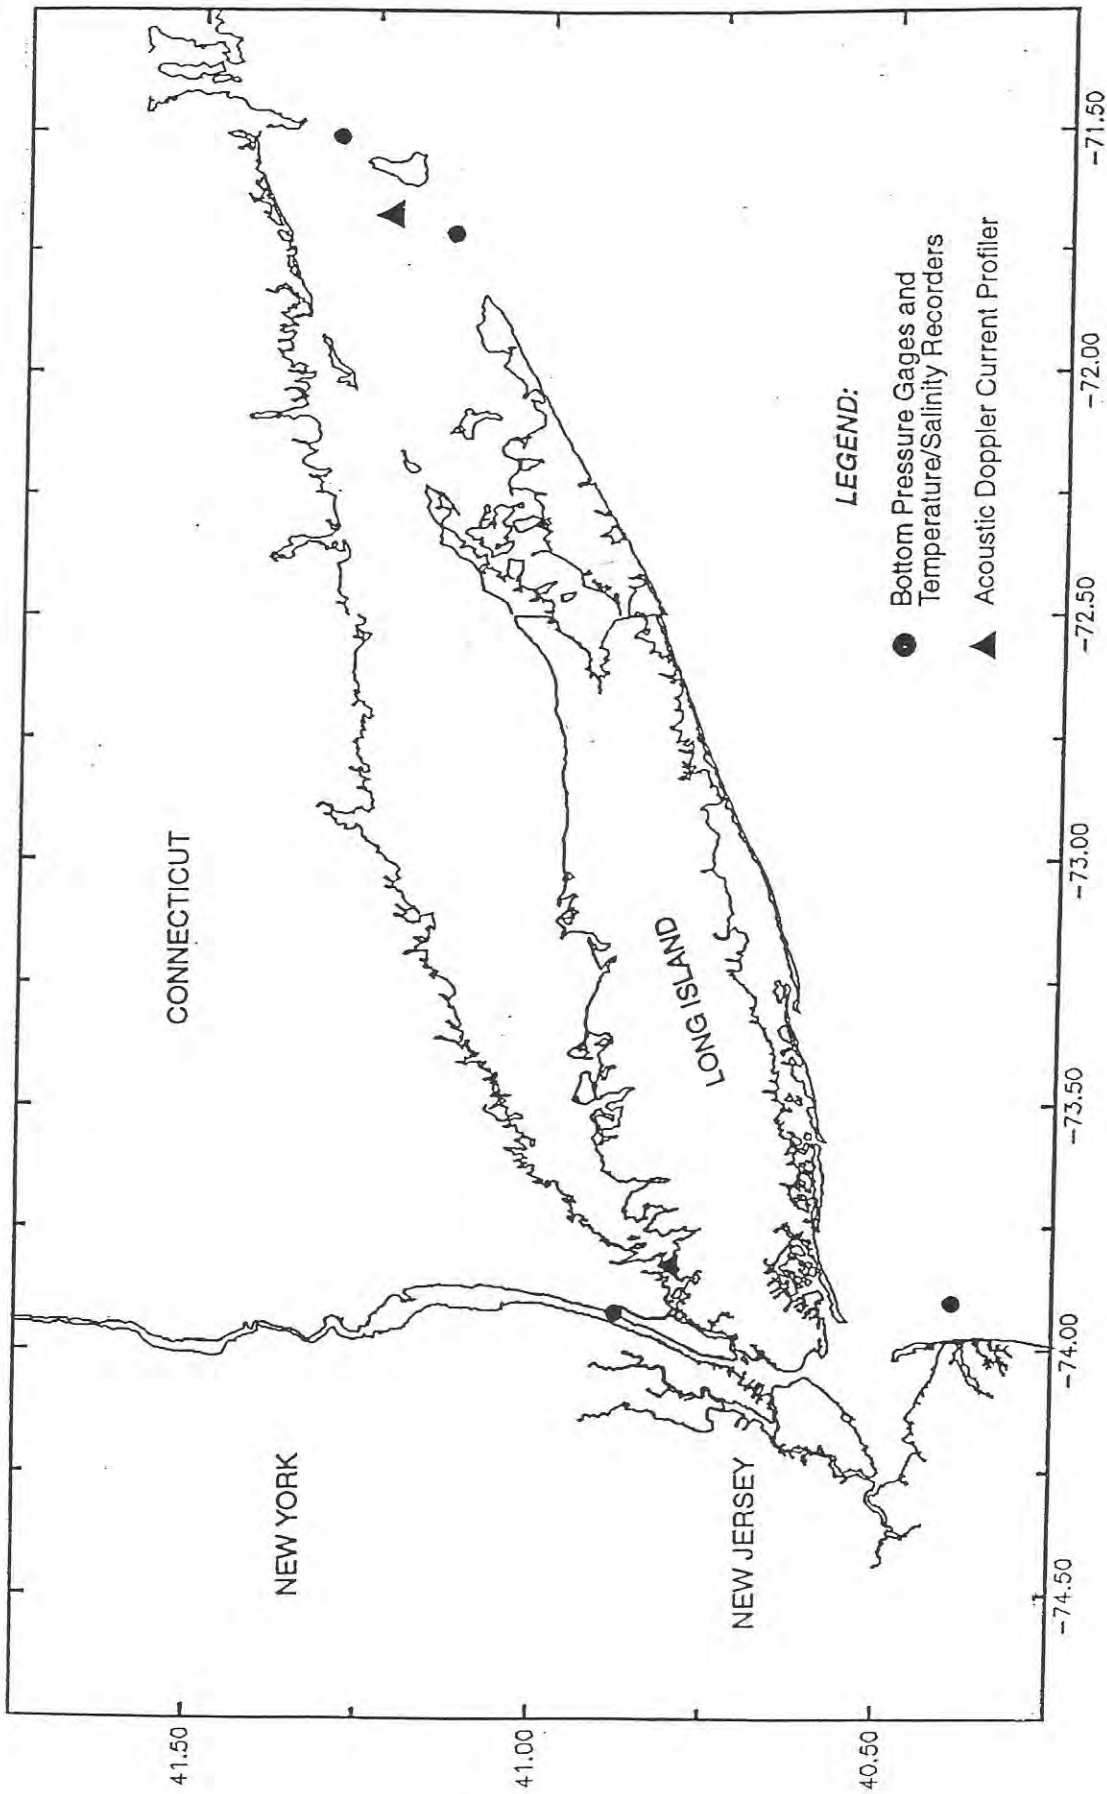 CONNECTICUT
NEW YORK
LONG ISLAND
NEW JERSEY
LEGEND:
Bottom Pressure Gages and
Temperature/Salinity Recorders
Acoustic Doppler Current Profiler
41.50
41.00
40.50
-74.50
-74.00
-73.50
-73.00
-72.50
-72.00
-71.50